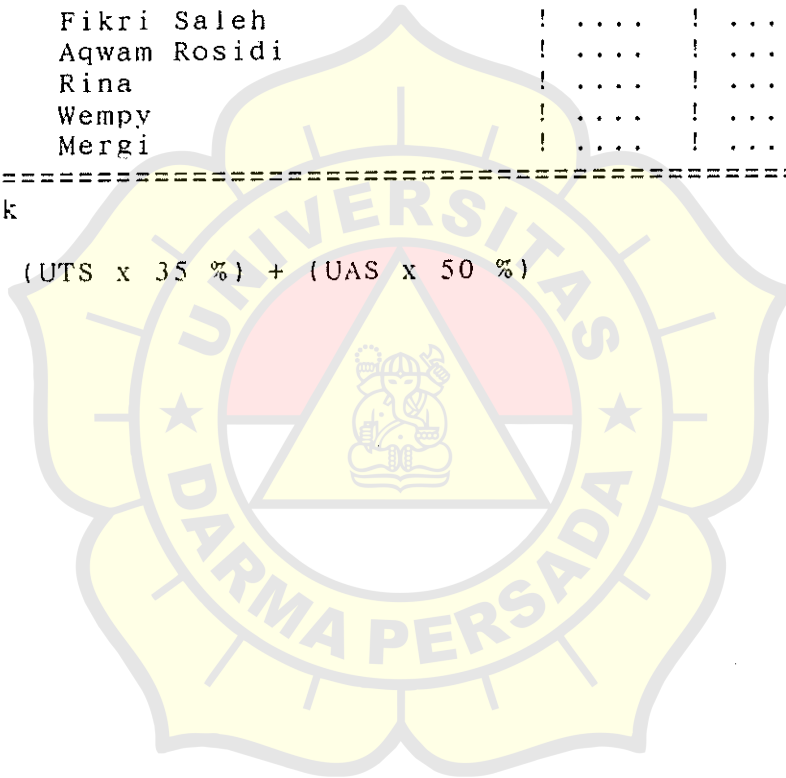 Fikri Saleh ! .... ! ...
Aqwam Rosidi ! .... ! ...
Rina ! .... ! ...
Wempy ! .... ! ...
Mergi ! .... ! ...
=========================================
k
(UTS x 35 %) + (UAS x 50 %)
UNIVERSITAS
DARMA PERSADA